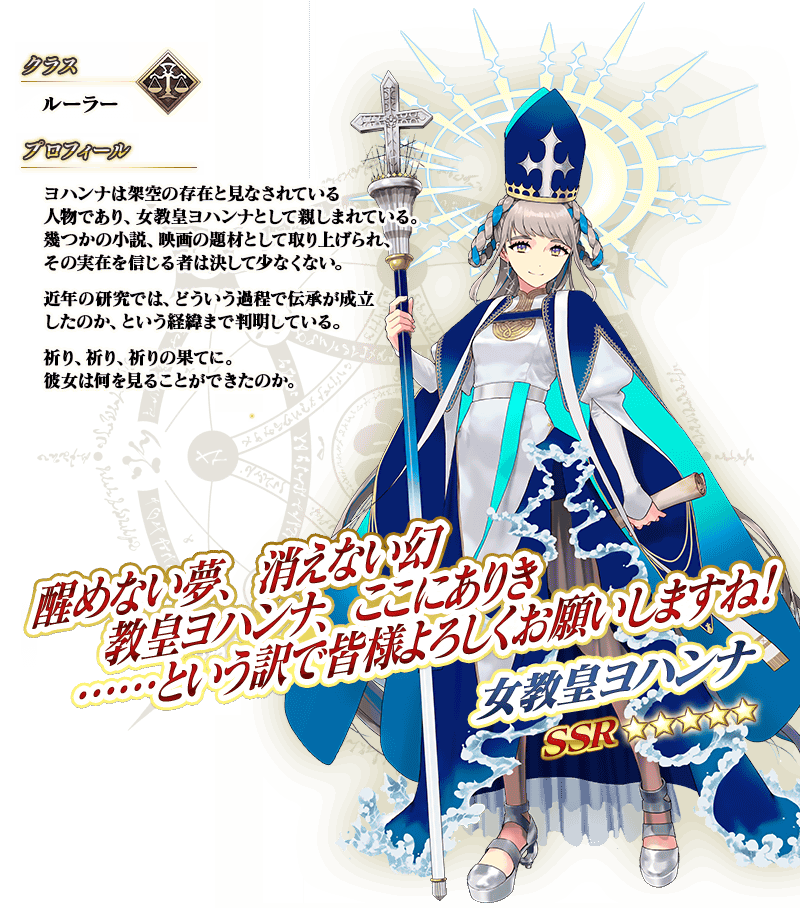 クラス
ルーラー
プロフィール
ヨハンナは架空の存在と見なされている
人物であり、女教皇ヨハンナとして親しまれている。
幾つかの小説、映画の題材として取り上げられ、
その実在を信じる者は決して少なくない。
近年の研究では、どういう過程で伝承が成立
したのか、という経緯まで判明している。
祈り、祈り、祈りの果てに。
彼女は何を見ることができたのか。
醒めない夢、消えない幻
教皇ヨハンナ、ここにありき
……という訳で皆様よろしくお願いしますね!
女教皇ヨハンナ
SSR